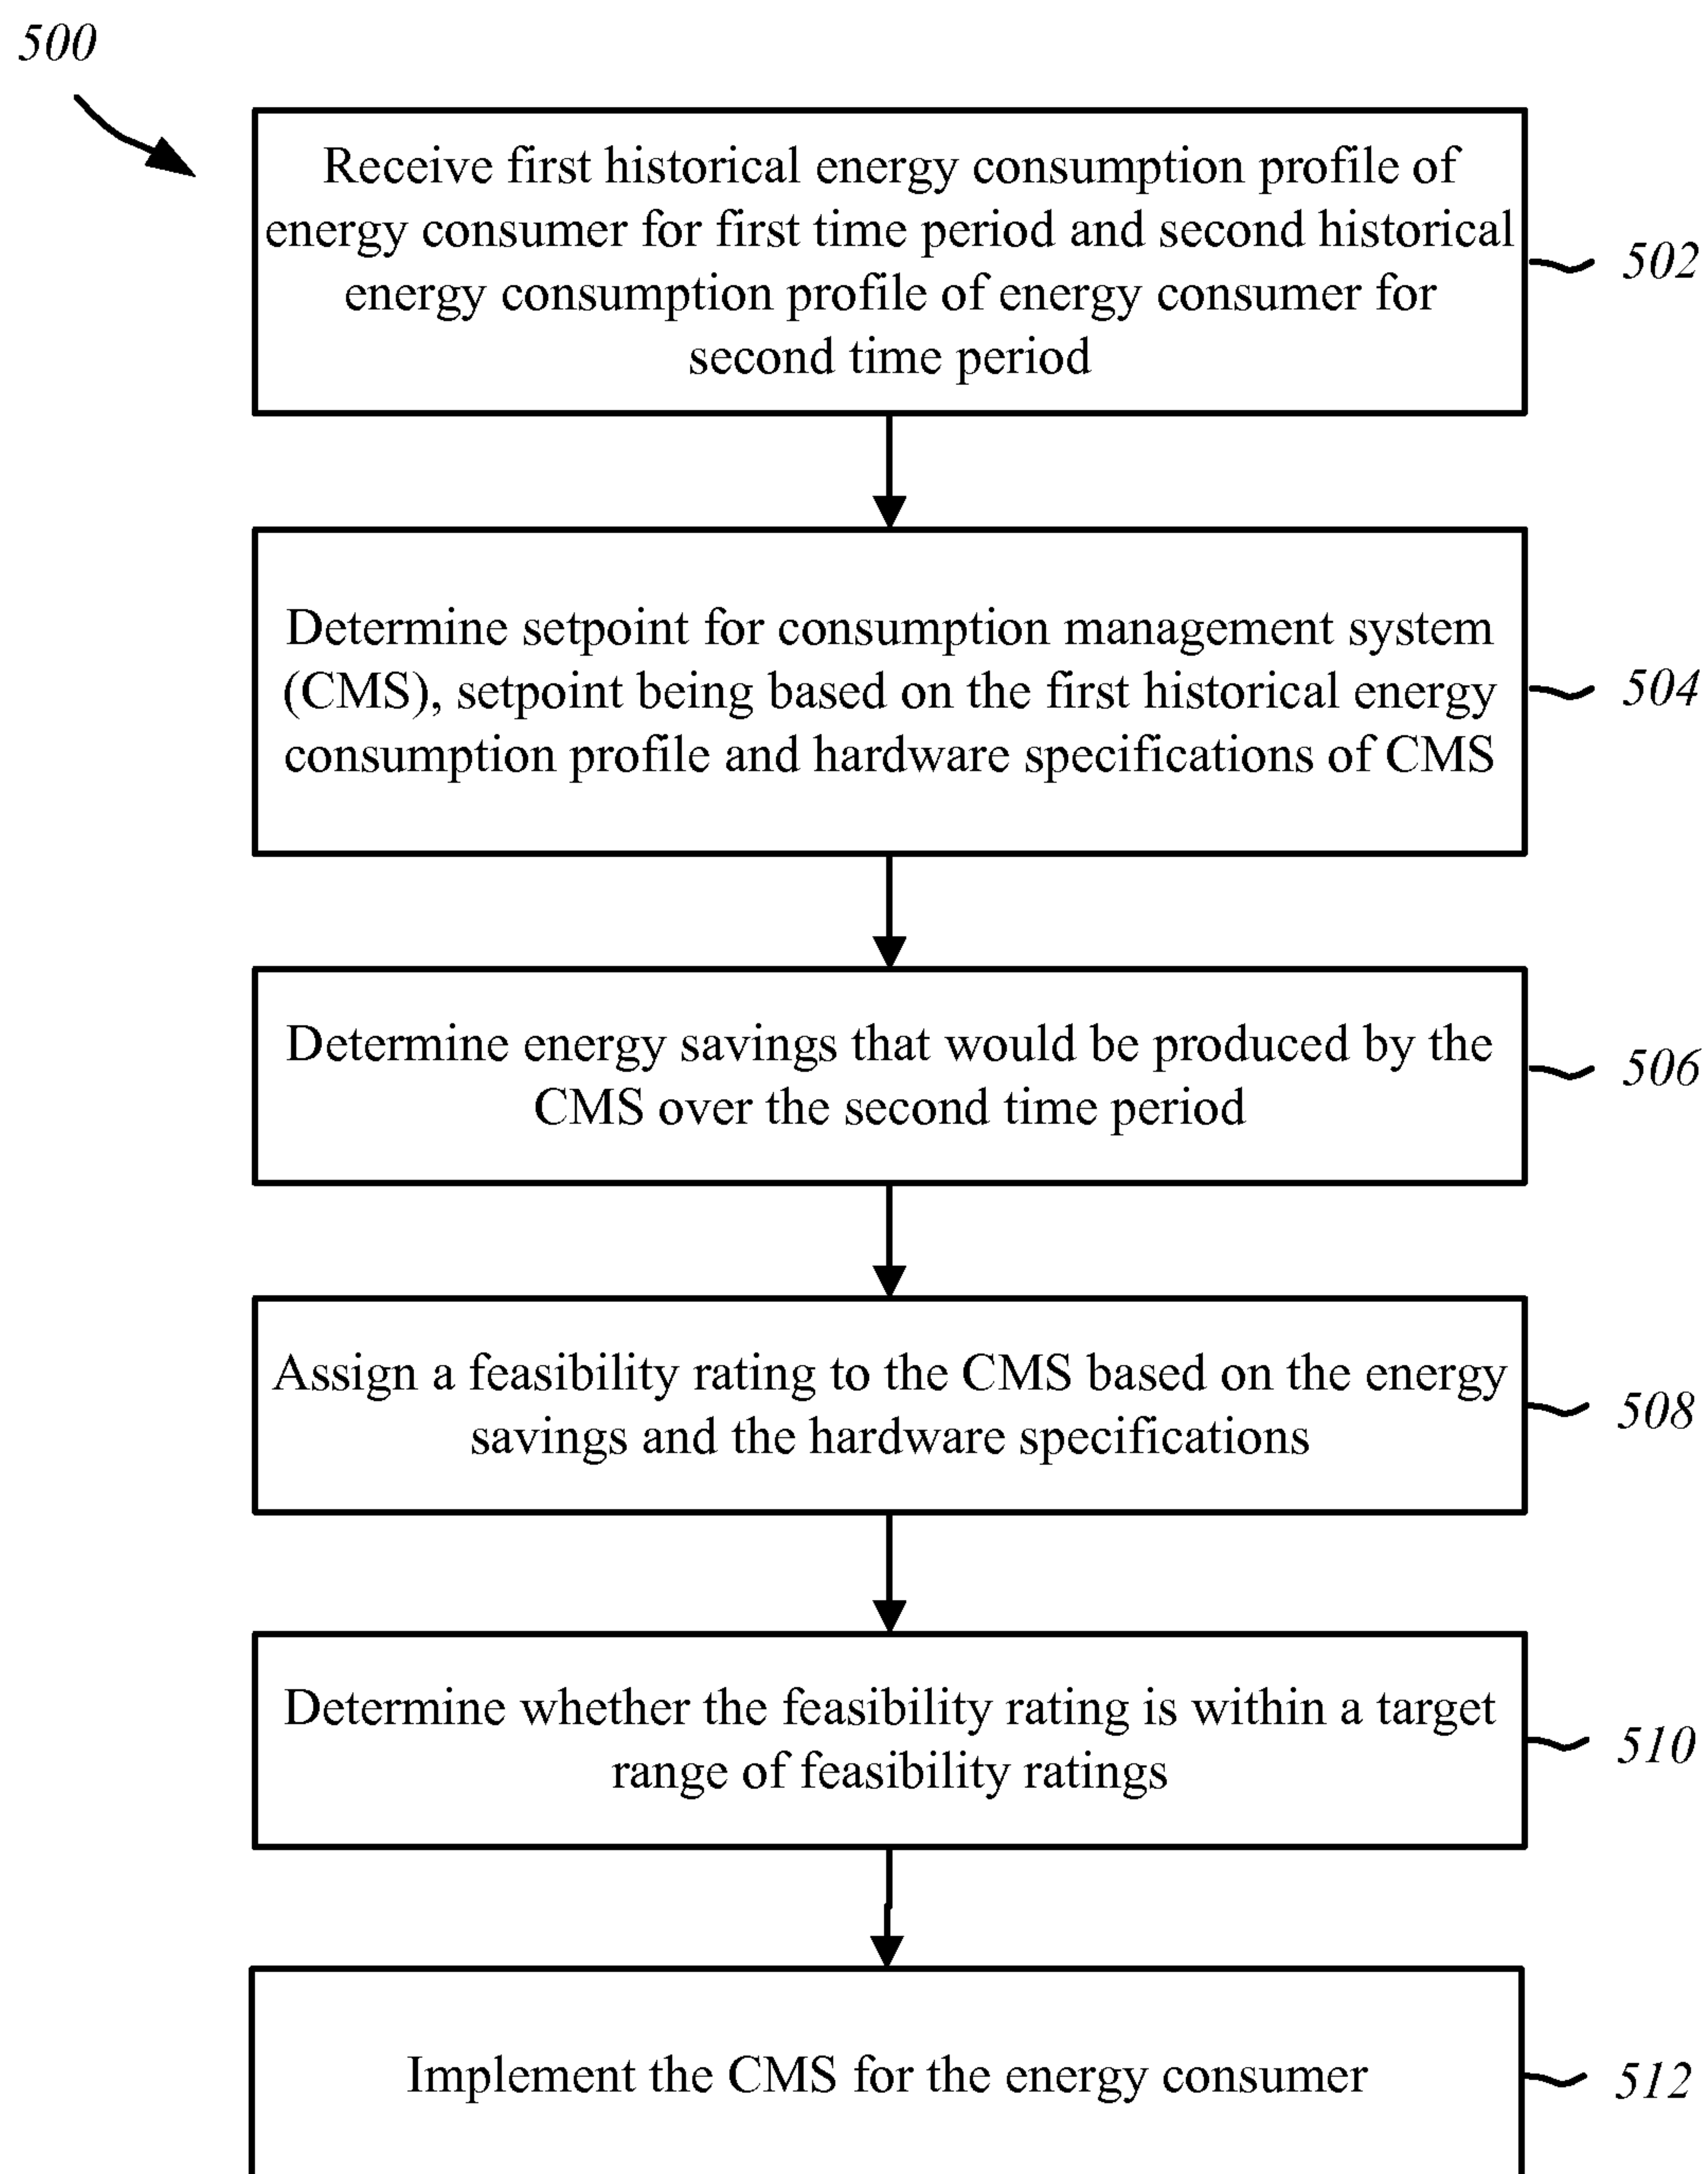 500
Receive first historical energy consumption profile of
energy consumer for first time period and second historical
energy consumption profile of energy consumer for
second time period
502
Determine setpoint for consumption management system
(CMS), setpoint being based on the first historical energy
consumption profile and hardware specifications of CMS
504
Determine energy savings that would be produced by the
CMS over the second time period
506
Assign a feasibility rating to the CMS based on the energy
savings and the hardware specifications
508
Determine whether the feasibility rating is within a target
range of feasibility ratings
510
Implement the CMS for the energy consumer
512